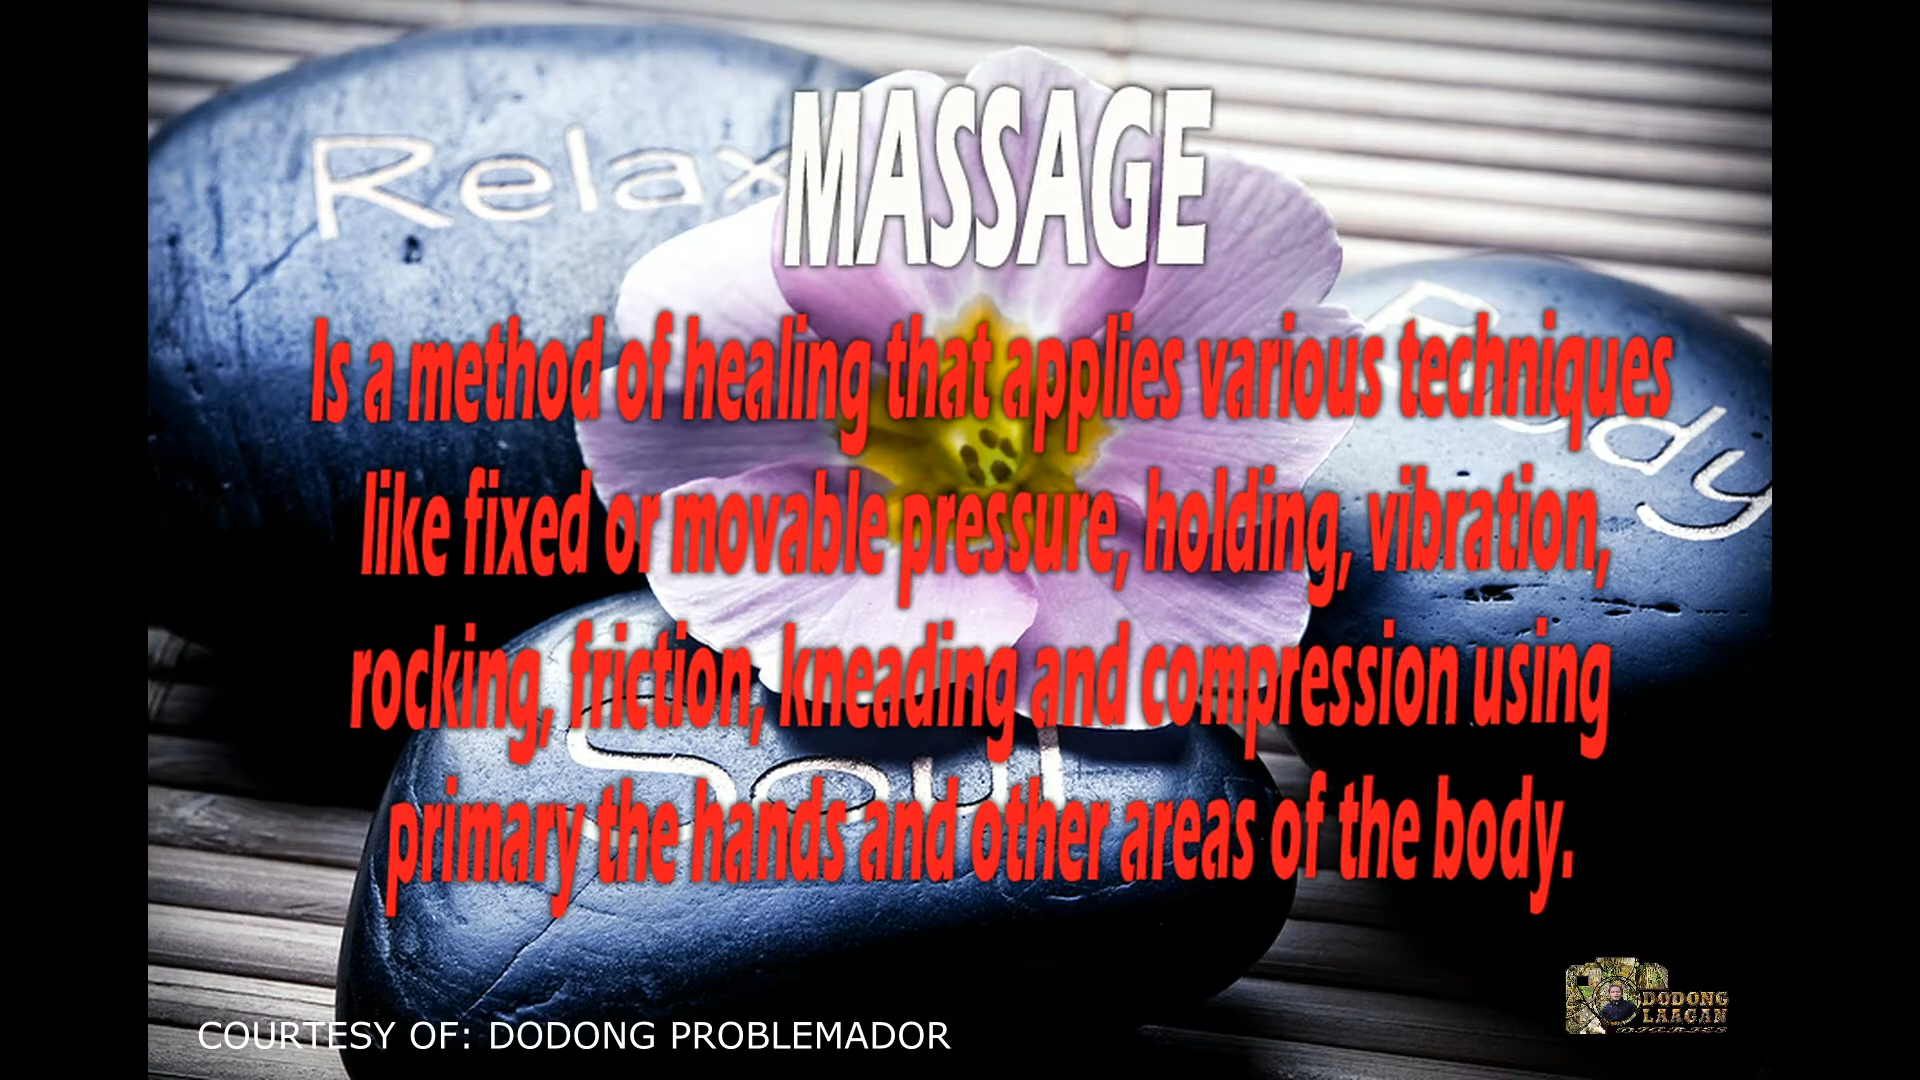 Relax
MASSAGE
Body
Is a method of healing that applies various techniques
like fixed or movable pressure, holding, vibration,
rocking, friction, kneading and compression using
Soul
primary the hands and other areas of the body.
DODONG
LAAGAN
DIARIES
COURTESY OF: DODONG PROBLEMADOR